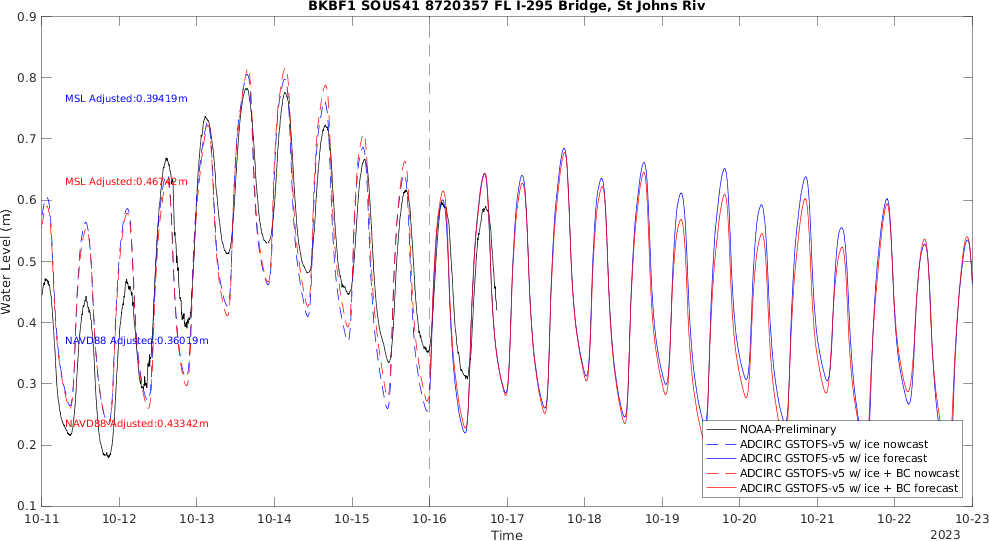 BKBF1 SOUS41 8720357 FL I-295 Bridge, St Johns Riv
0.9
0.8
0.7
0.6
0.5
0.4
0.3
0.2
0.1
Water Level (m)
MSL Adjusted:0.39419m
MSL Adjusted:0.46742m
NAVD88 Adjusted:0.36019m
NAVD88 Adjusted:0.43342m
NOAA-Preliminary
ADCIRC GSTOFS-v5 w/ ice nowcast
ADCIRC GSTOFS-v5 w/ ice forecast
ADCIRC GSTOFS-v5 w/ ice + BC nowcast
ADCIRC GSTOFS-v5 w/ ice + BC forecast
10-11 10-12 10-13 10-14 10-15 10-16 10-17 10-18 10-19 10-20 10-21 10-22 10-23
Time
2023